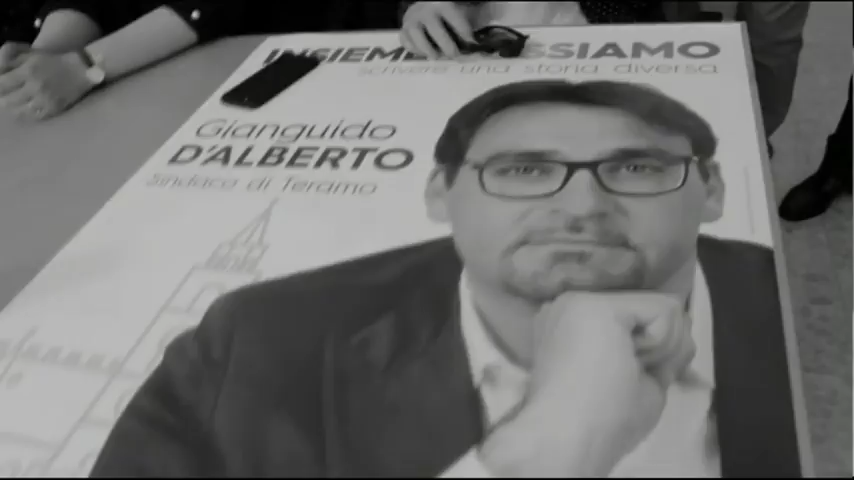 INSIEME POSSIAMO
scrivere una storia diversa
Gianguido
D'ALBERTO
Sindaco di Teramo